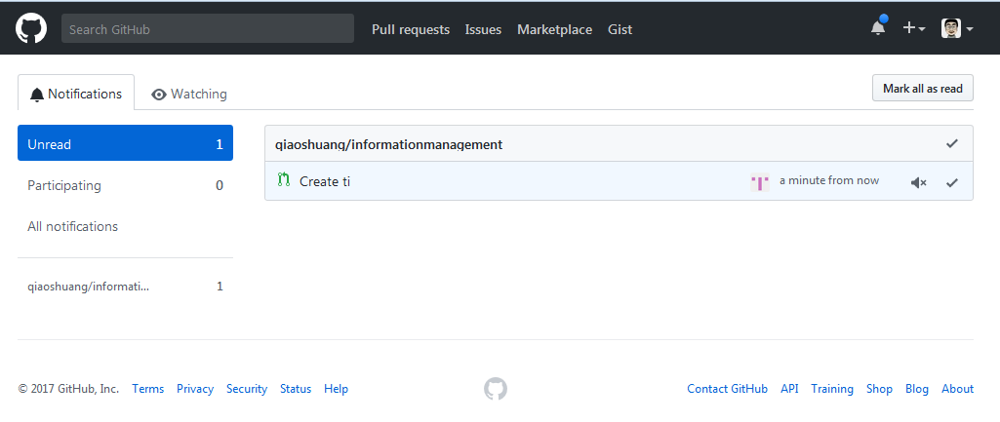 Search GitHub Pull requests Issues Marketplace Gist
Notifications Watching Mark all as read
Unread 1
qiaoshuang/informationmanagement
Participating 0
Create ti a minute from now
All notifications
qiaoshuang/informati... 1
© 2017 GitHub, Inc. Terms Privacy Security Status Help Contact GitHub API Training Shop Blog About